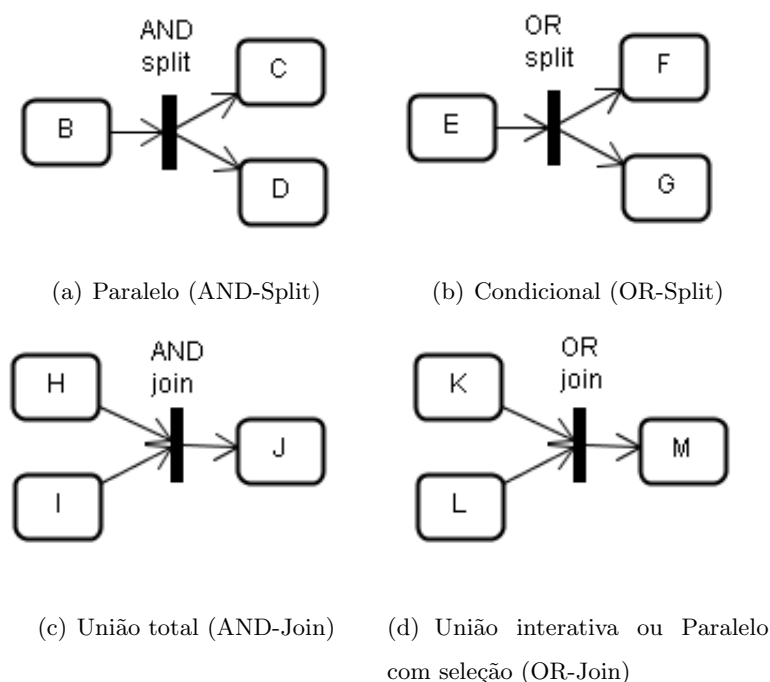 AND
split
B
C
D
OR
split
E
F
G
(a) Paralelo (AND-Split)
(b) Condicional (OR-Split)
AND
join
H
I
J
OR
join
K
L
M
(c) União total (AND-Join)
(d) União interativa ou Paralelo
com seleção (OR-Join)